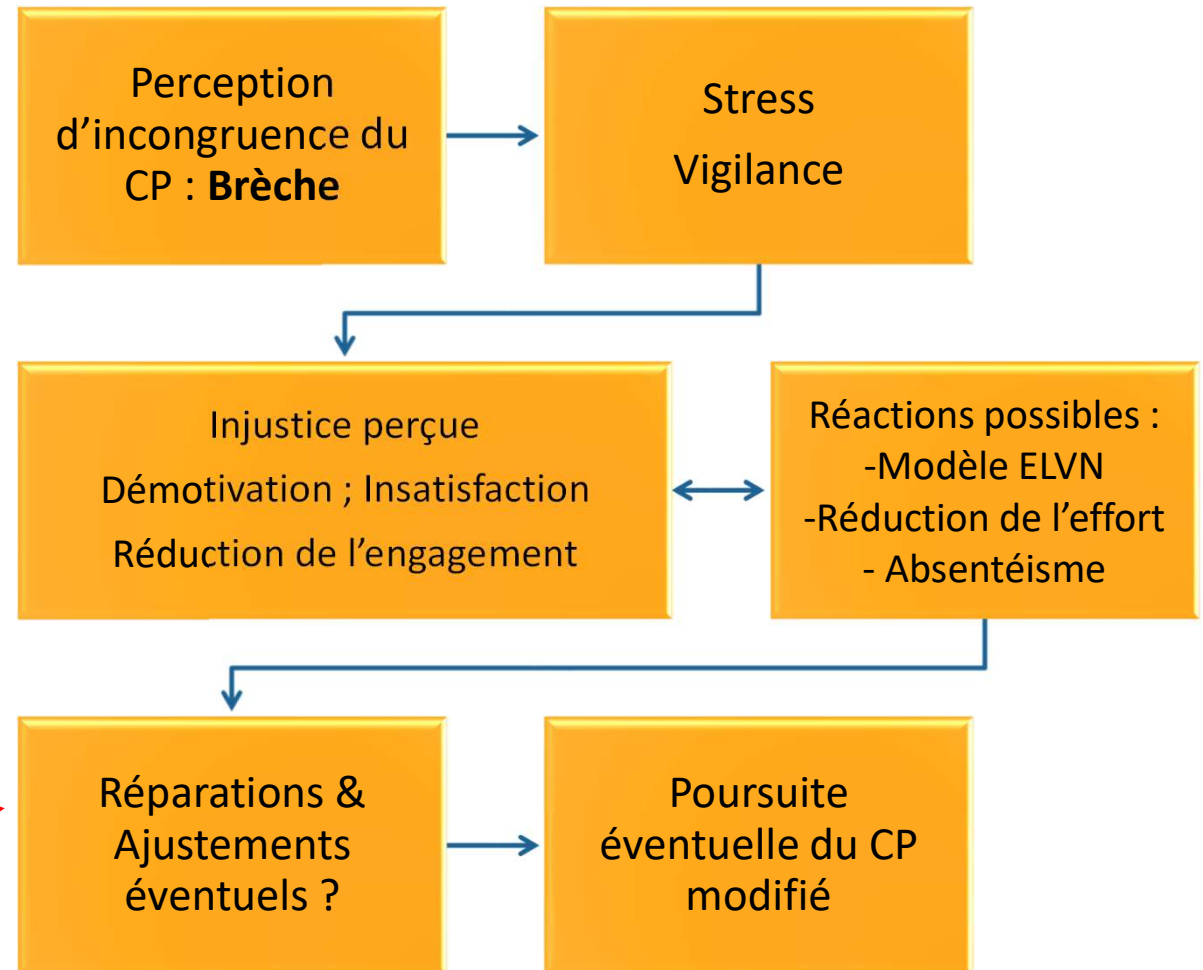 Perception
d’incongruence du
CP : Brèche
Stress
Vigilance
Injustice perçue
Démotivation ; Insatisfaction
Réduction de l’engagement
Réactions possibles :
-Modèle ELVN
-Réduction de l’effort
- Absentéisme
Réparations &
Ajustements
éventuels ?
Poursuite
éventuelle du CP
modifié